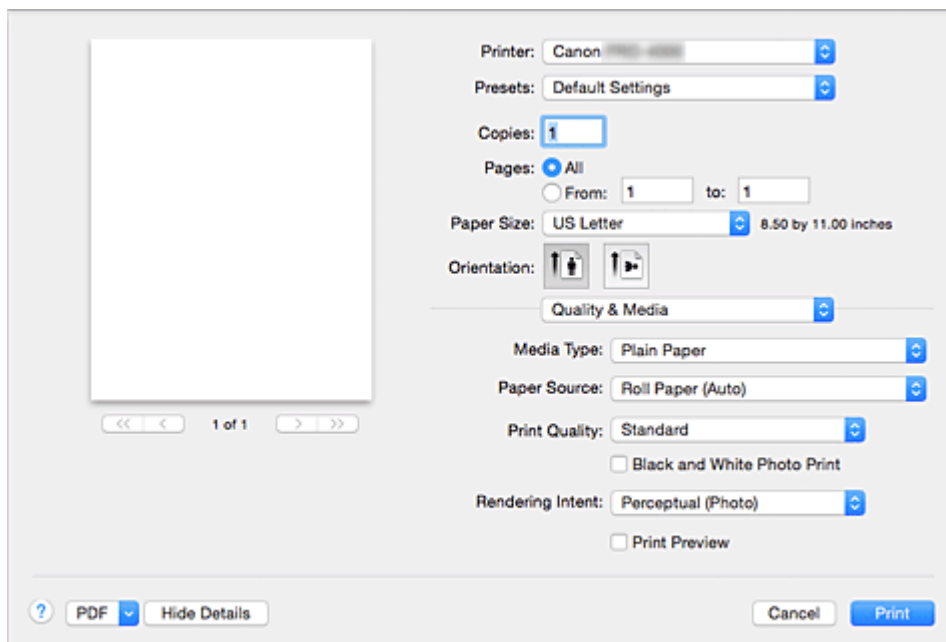 Printer: Canon
Presets: Default Settings
Copies: 1
Pages: All
From: 1 to: 1
Paper Size: US Letter 8.50 by 11.00 inches
Orientation:
Quality & Media
Media Type: Plain Paper
Paper Source: Roll Paper (Auto)
1 of 1
Print Quality: Standard
Black and White Photo Print
Rendering Intent: Perceptual (Photo)
Print Preview
? PDF Hide Details Cancel Print